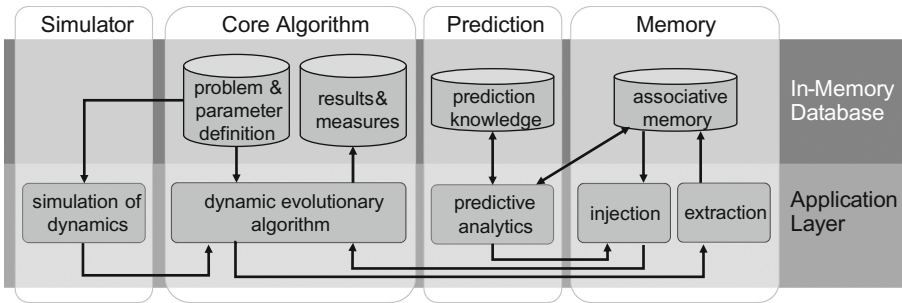 Simulator
Core Algorithm
Prediction
Memory
problem &
parameter
definition
results&
measures
prediction
knowledge
associative
memory
In-Memory
Database
simulation of
dynamics
dynamic evolutionary
algorithm
predictive
analytics
injection
extraction
Application
Layer